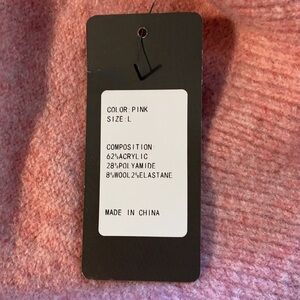 COLOR:PINK
SIZE:L
COMPOSITION
62%ACRYLIC
28%POLYAMIDE
8%WOOL2%ELASTANE
MADE IN CHINA